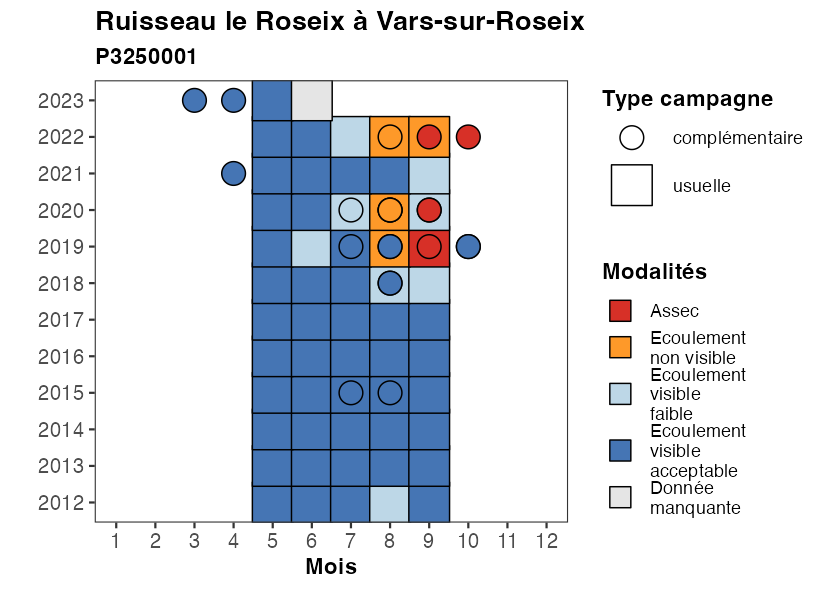 Ruisseau le Roseix à Vars-sur-Roseix
P3250001
2023
2022
2021
2020
2019
2018
2017
2016
2015
2014
2013
2012
1 2 3 4 5 6 7 8 9 10 11 12
Mois
Type campagne
complémentaire
usuelle
Modalités
Assec
Ecoulement
non visible
Ecoulement
visible
faible
Ecoulement
visible
acceptable
Donnée
manquante